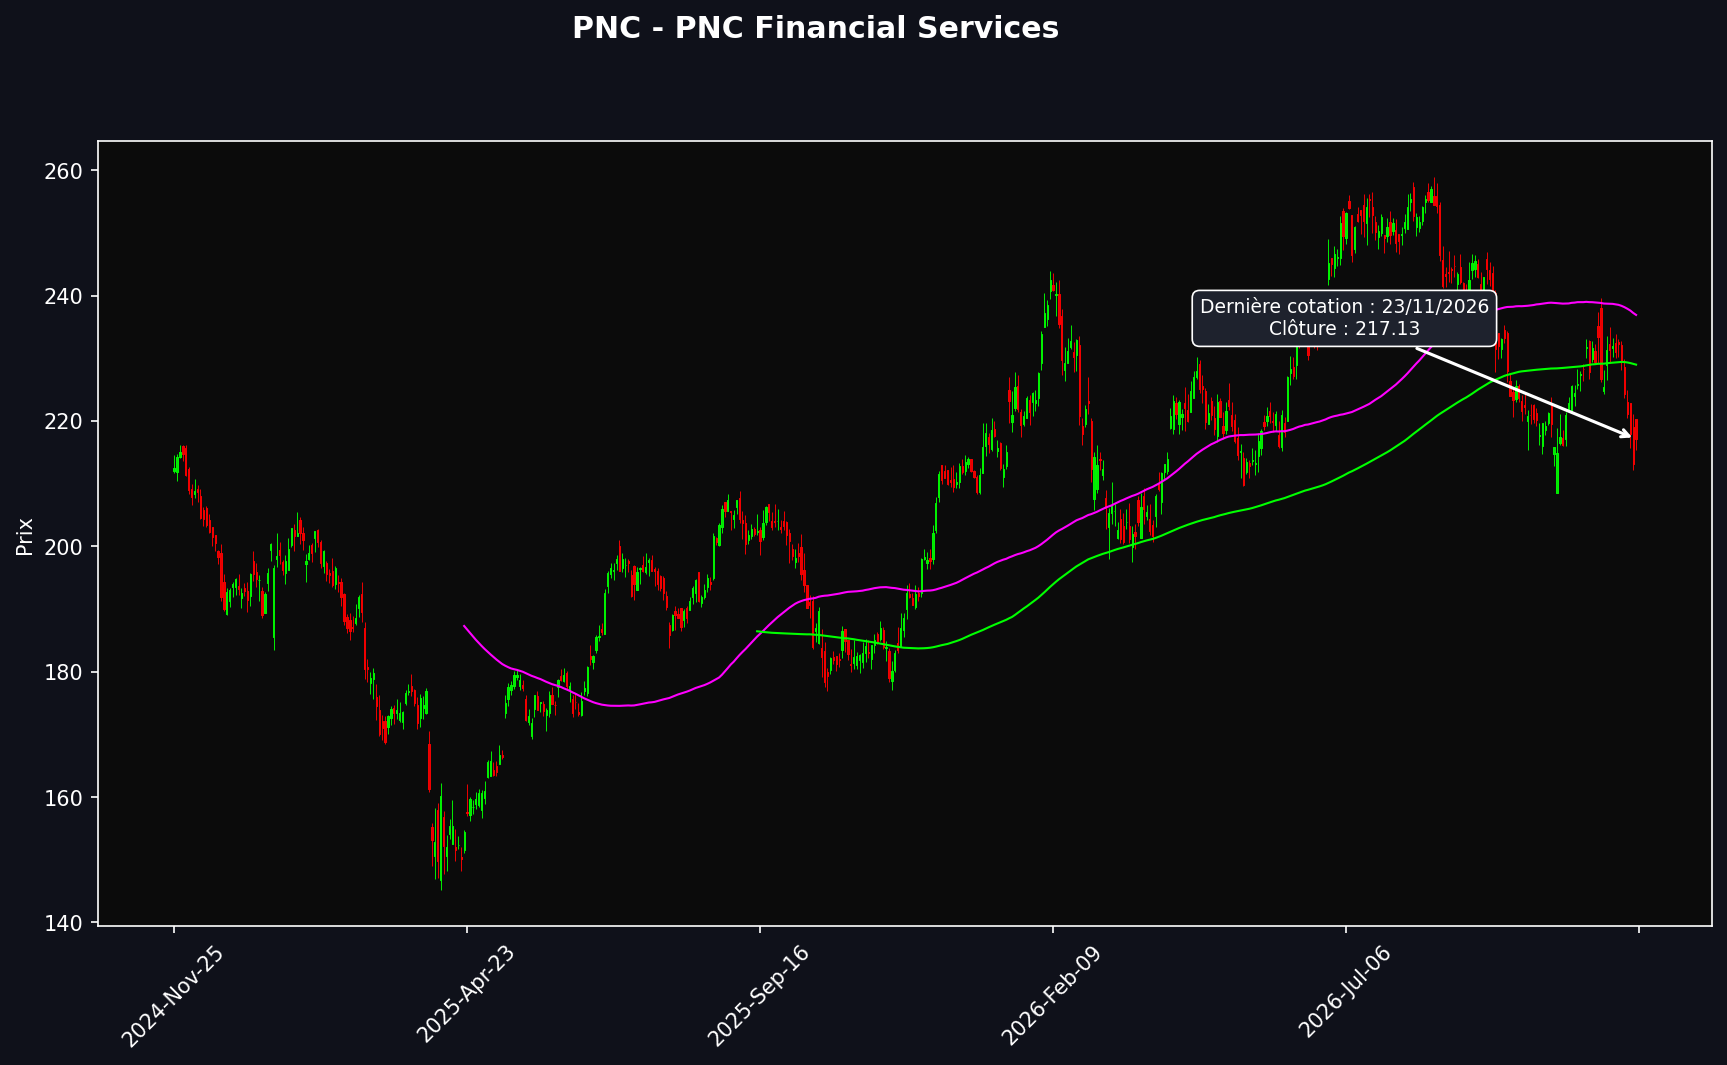 PNC - PNC Financial Services
Prix
260
240
220
200
180
160
140
Dernière cotation : 23/11/2026
Clôture : 217.13
2024-Nov-25
2025-Apr-23
2025-Sep-16
2026-Feb-09
2026-Jul-06